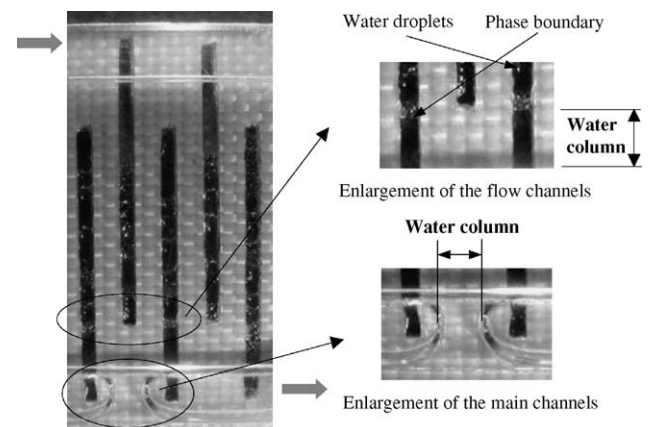 Water droplets
Phase boundary
Water
column
Enlargement of the flow channels
Water column
Enlargement of the main channels